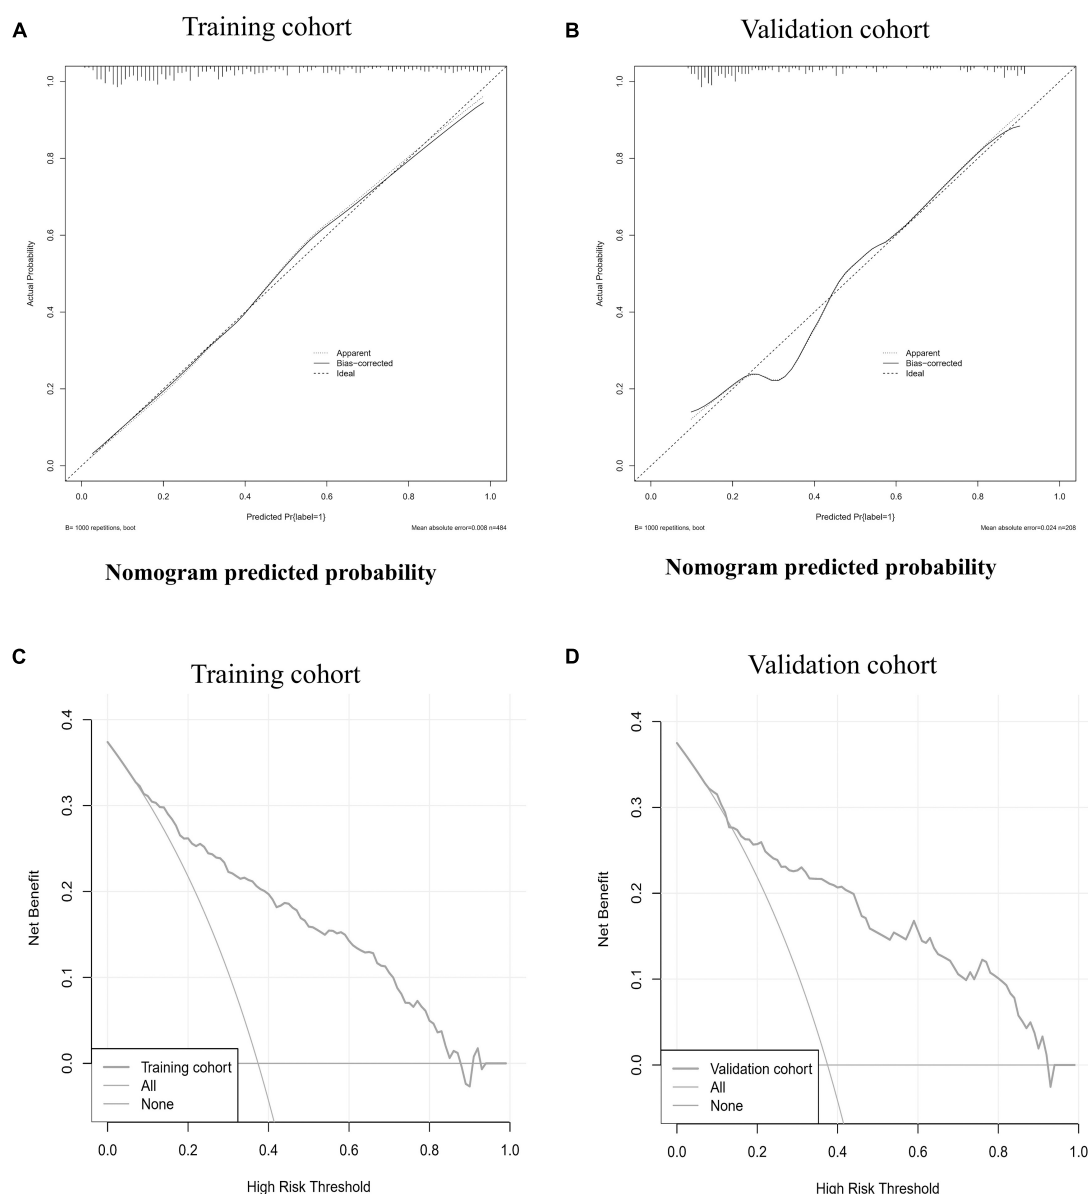 A
Training cohort
1.0
0.8
0.6
0.4
0.2
0.0
Actual Probability
Apparent
Bias−corrected
Ideal
0.0 0.2 0.4 0.6 0.8 1.0
Predicted Pr{label=1}
B= 1000 repetitions, boot
Mean absolute error=0.008 n=484
Nomogram predicted probability
B
Validation cohort
1.0
0.8
0.6
0.4
0.2
0.0
Actual Probability
Apparent
Bias−corrected
Ideal
0.0 0.2 0.4 0.6 0.8 1.0
Predicted Pr{label=1}
B= 1000 repetitions, boot
Mean absolute error=0.024 n=208
Nomogram predicted probability
C
Training cohort
0.4
0.3
0.2
0.1
0.0
Net Benefit
Training cohort
All
None
0.0 0.2 0.4 0.6 0.8 1.0
High Risk Threshold
D
Validation cohort
0.4
0.3
0.2
0.1
0.0
Net Benefit
Validation cohort
All
None
0.0 0.2 0.4 0.6 0.8 1.0
High Risk Threshold